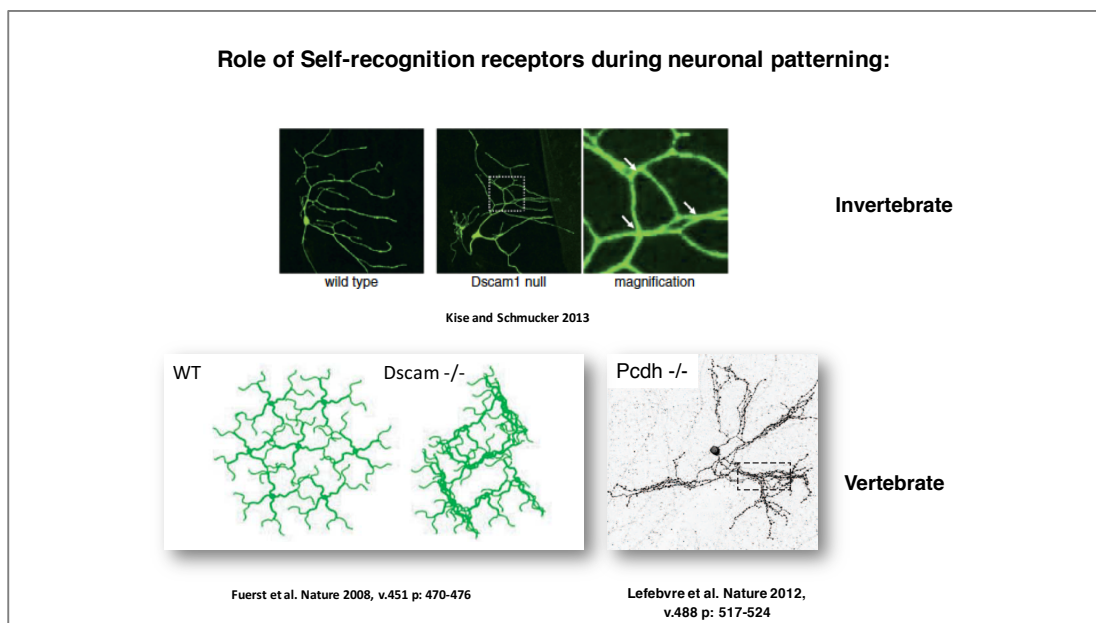 Role of Self-recognition receptors during neuronal patterning:
Invertebrate
wild type
Dscam1 null
magnification
Kise and Schmucker 2013
WT
Dscam -/-
Pcdh -/-
Vertebrate
Fuerst et al. Nature 2008, v.451 p: 470-476
Lefebvre et al. Nature 2012,
v.488 p: 517-524